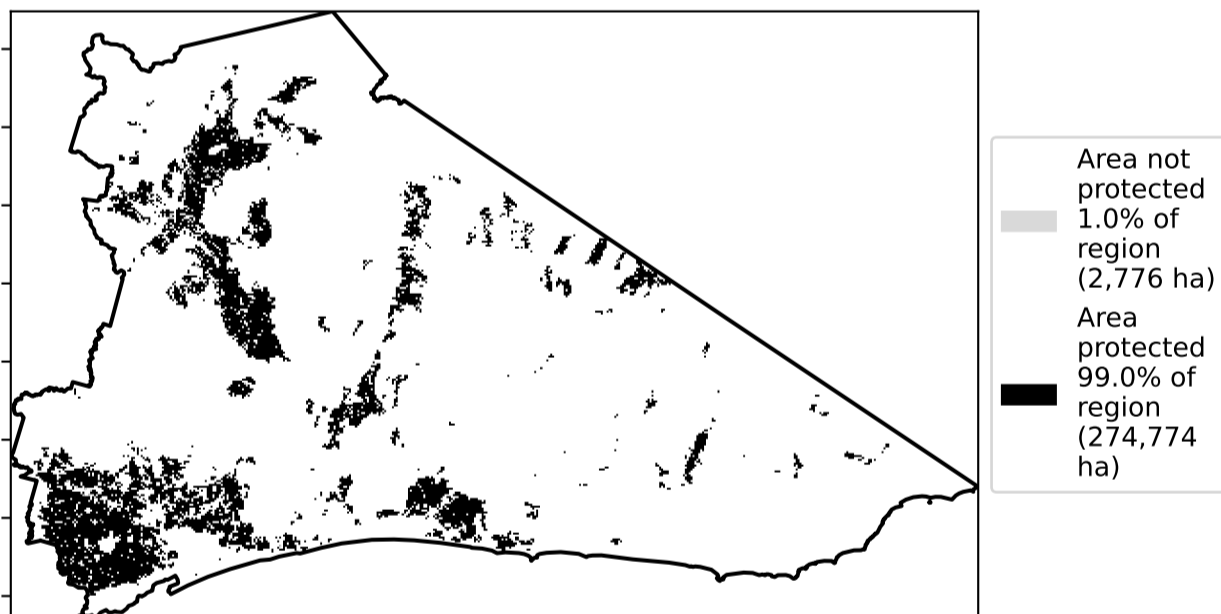 Area not
protected
1.0% of
region
(2,776 ha)
Area
protected
99.0% of
region
(274,774
ha)